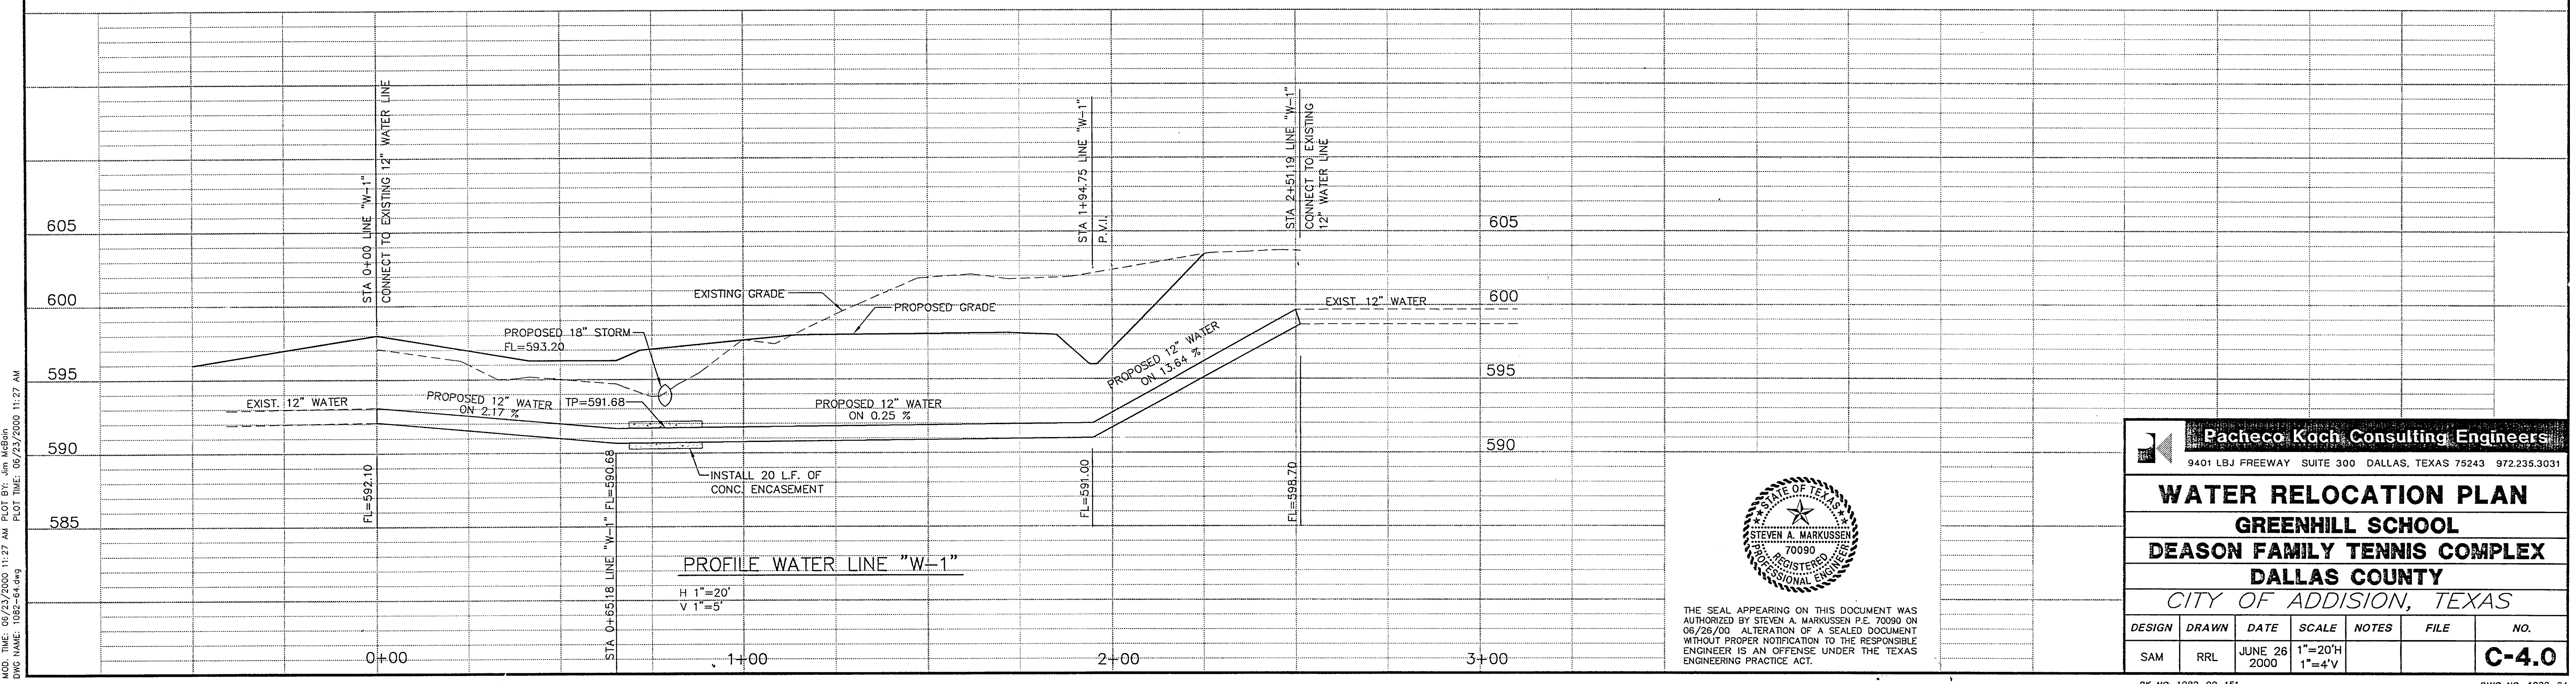 MOD. TIME: 06/23/2000 11:27 AM PLOT BY: Jim McBain
DWG NAME: 1082-64.dwg PLOT TIME: 06/23/2000 11:27 AM
STA 0+00 LINE "W-1"
CONNECT TO EXISTING 12" WATER LINE
STA 1+94.75 LINE "W-1"
P.V.I.
STA 2+51.19 LINE "W-1"
CONNECT TO EXISTING
12" WATER LINE
605
605
600
600
595
595
590
590
585
EXISTING GRADE
PROPOSED GRADE
PROPOSED 18" STORM
FL=593.20
EXIST. 12" WATER
PROPOSED 12" WATER
ON 13.64 %
EXIST. 12" WATER
PROPOSED 12" WATER
ON 2.17 %
TP=591.68
PROPOSED 12" WATER
ON 0.25 %
INSTALL 20 L.F. OF
CONC. ENCASEMENT
FL=592.10
STA 0+65.18 LINE "W-1" FL=590.68
FL=591.00
FL=598.70
PROFILE WATER LINE "W-1"
H 1"=20'
V 1"=5'
0+00
1+00
2+00
3+00
STATE OF TEXAS
STEVEN A. MARKUSSEN
70090
REGISTERED
PROFESSIONAL ENGINEER
THE SEAL APPEARING ON THIS DOCUMENT WAS
AUTHORIZED BY STEVEN A. MARKUSSEN P.E. 70090 ON
06/26/00 ALTERATION OF A SEALED DOCUMENT
WITHOUT PROPER NOTIFICATION TO THE RESPONSIBLE
ENGINEER IS AN OFFENSE UNDER THE TEXAS
ENGINEERING PRACTICE ACT.
Pacheco Koch Consulting Engineers
9401 LBJ FREEWAY SUITE 300 DALLAS, TEXAS 75243 972.235.3031
WATER RELOCATION PLAN
GREENHILL SCHOOL
DEASON FAMILY TENNIS COMPLEX
DALLAS COUNTY
CITY OF ADDISION, TEXAS
DESIGN DRAWN DATE SCALE NOTES FILE NO.
SAM RRL JUNE 26 2000 1"=20'H 1"=4'V C-4.0